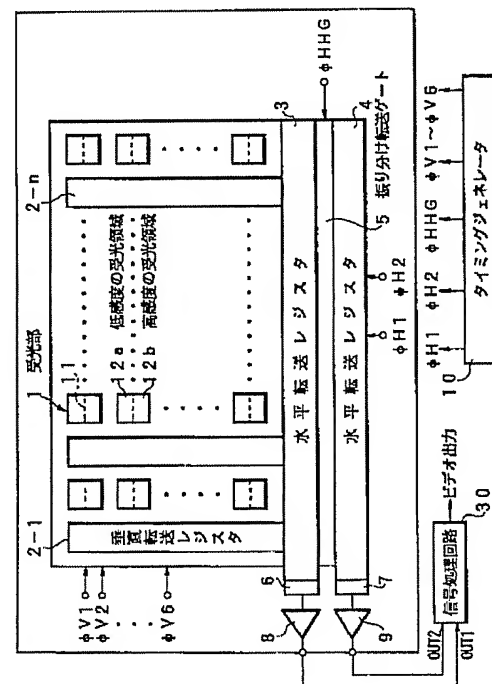 受光部
1
11
2-n
低感度の受光領域
12a
高感度の受光領域
12b
2-1
垂直転送レジスタ
φV1
φV2
φV6
水平転送レジスタ
3
φHHG
水平転送レジスタ
4
5 振り分け転送ゲート
6
7
8
9
φH1
φH2
OUT2
OUT1
信号処理回路
30
ビデオ出力
φH1
φH2
φHHG
φV1〜φV6
タイミングジェネレータ
10